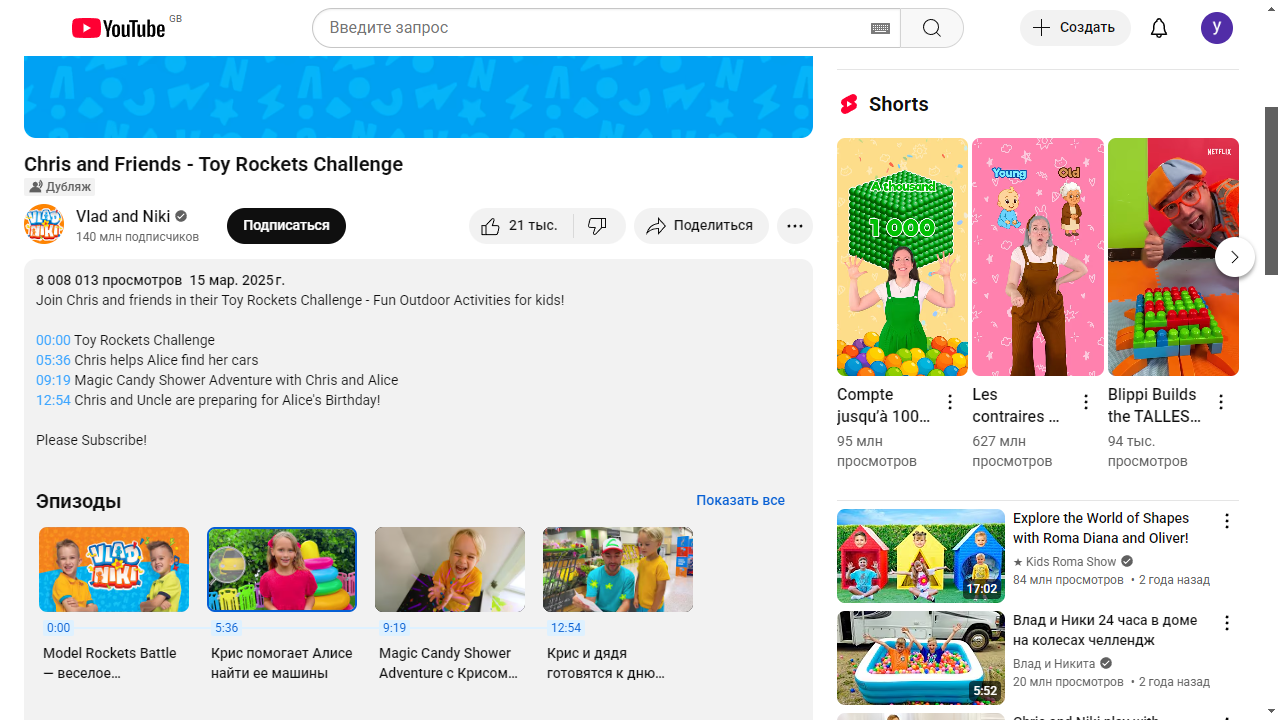 YouTube GB
Введите запрос
Создать
y
Chris and Friends - Toy Rockets Challenge
Дубляж
Vlad and Niki
140 млн подписчиков
Подписаться
21 тыс.
Поделиться
8 008 013 просмотров 15 мар. 2025 г.
Join Chris and friends in their Toy Rockets Challenge - Fun Outdoor Activities for kids!
00:00 Toy Rockets Challenge
05:36 Chris helps Alice find her cars
09:19 Magic Candy Shower Adventure with Chris and Alice
12:54 Chris and Uncle are preparing for Alice's Birthday!
Please Subscribe!
Эпизоды
Показать все
VLAD & NIKI
0:00
5:36
9:19
12:54
Model Rockets Battle
— веселое...
Крис помогает Алисе
найти ее машины
Magic Candy Shower
Adventure с Крисом...
Крис и дядя
готовятся к дню...
Shorts
A thousand
1 000
Young
Old
NETFLIX
Compte
jusqu'à 100...
95 млн
просмотров
Les
contraires ...
627 млн
просмотров
Blippi Builds
the TALLES...
94 тыс.
просмотров
17:02
Explore the World of Shapes
with Roma Diana and Oliver!
★ Kids Roma Show
84 млн просмотров • 2 года назад
5:52
Влад и Ники 24 часа в доме
на колесах челлендж
Влад и Никита
20 млн просмотров • 2 года назад